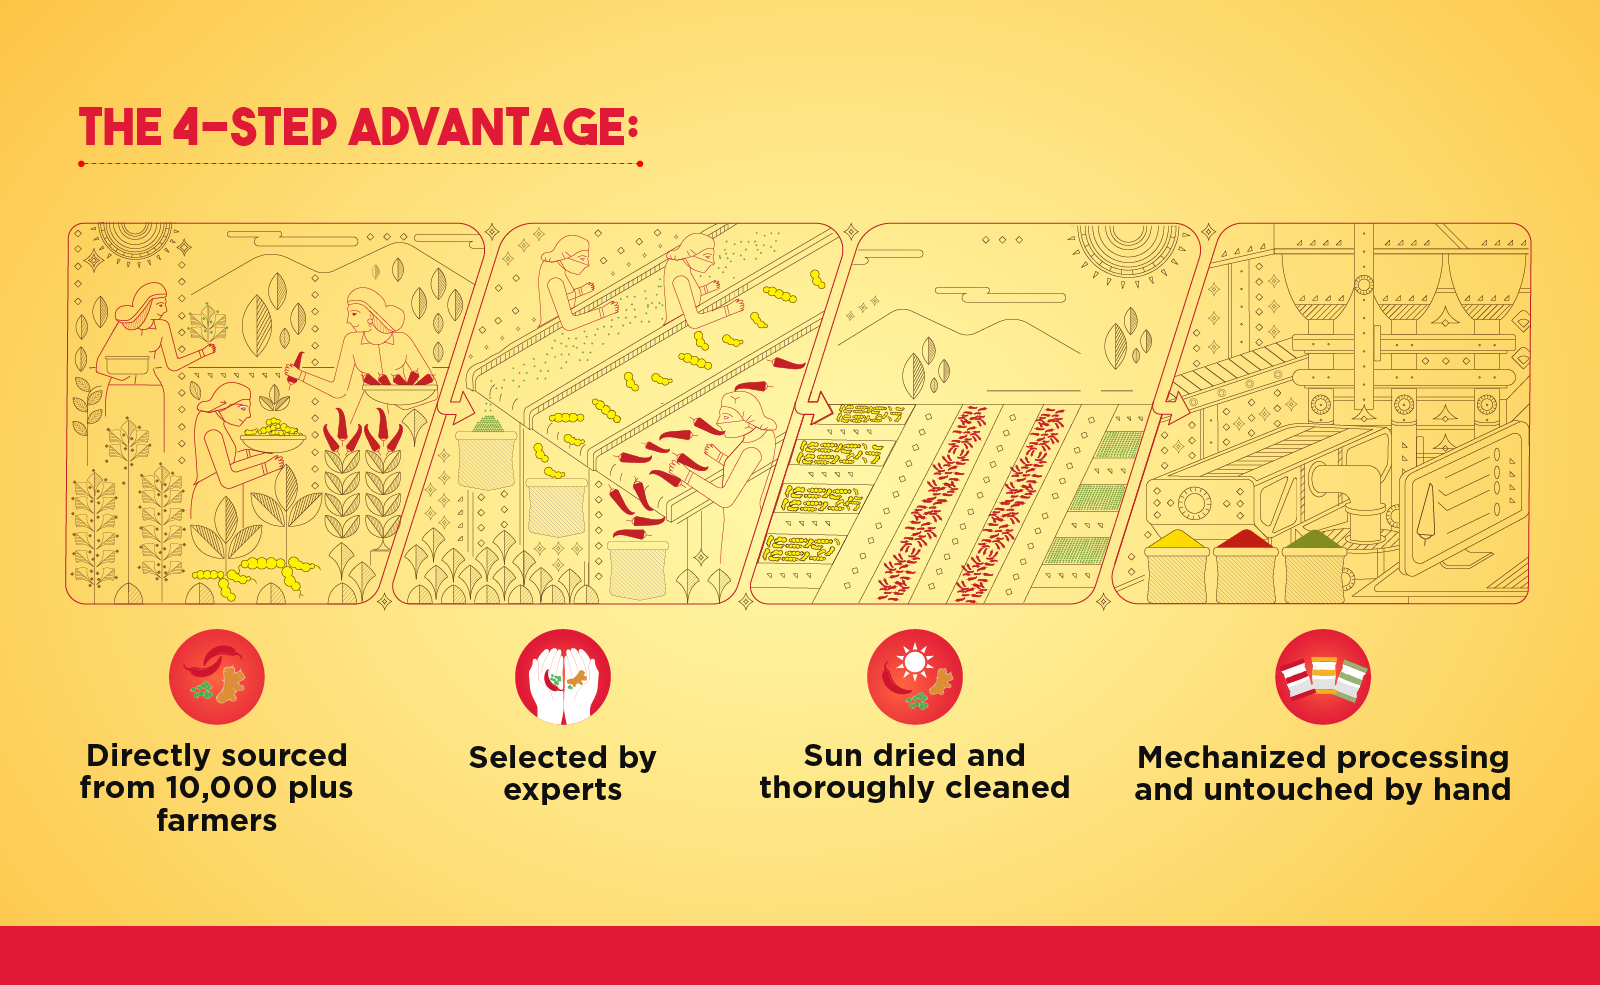 THE 4-STEP ADVANTAGE:
Directly sourced
from 10,000 plus
farmers
Selected by
experts
Sun dried and
thoroughly cleaned
Mechanized processing
and untouched by hand